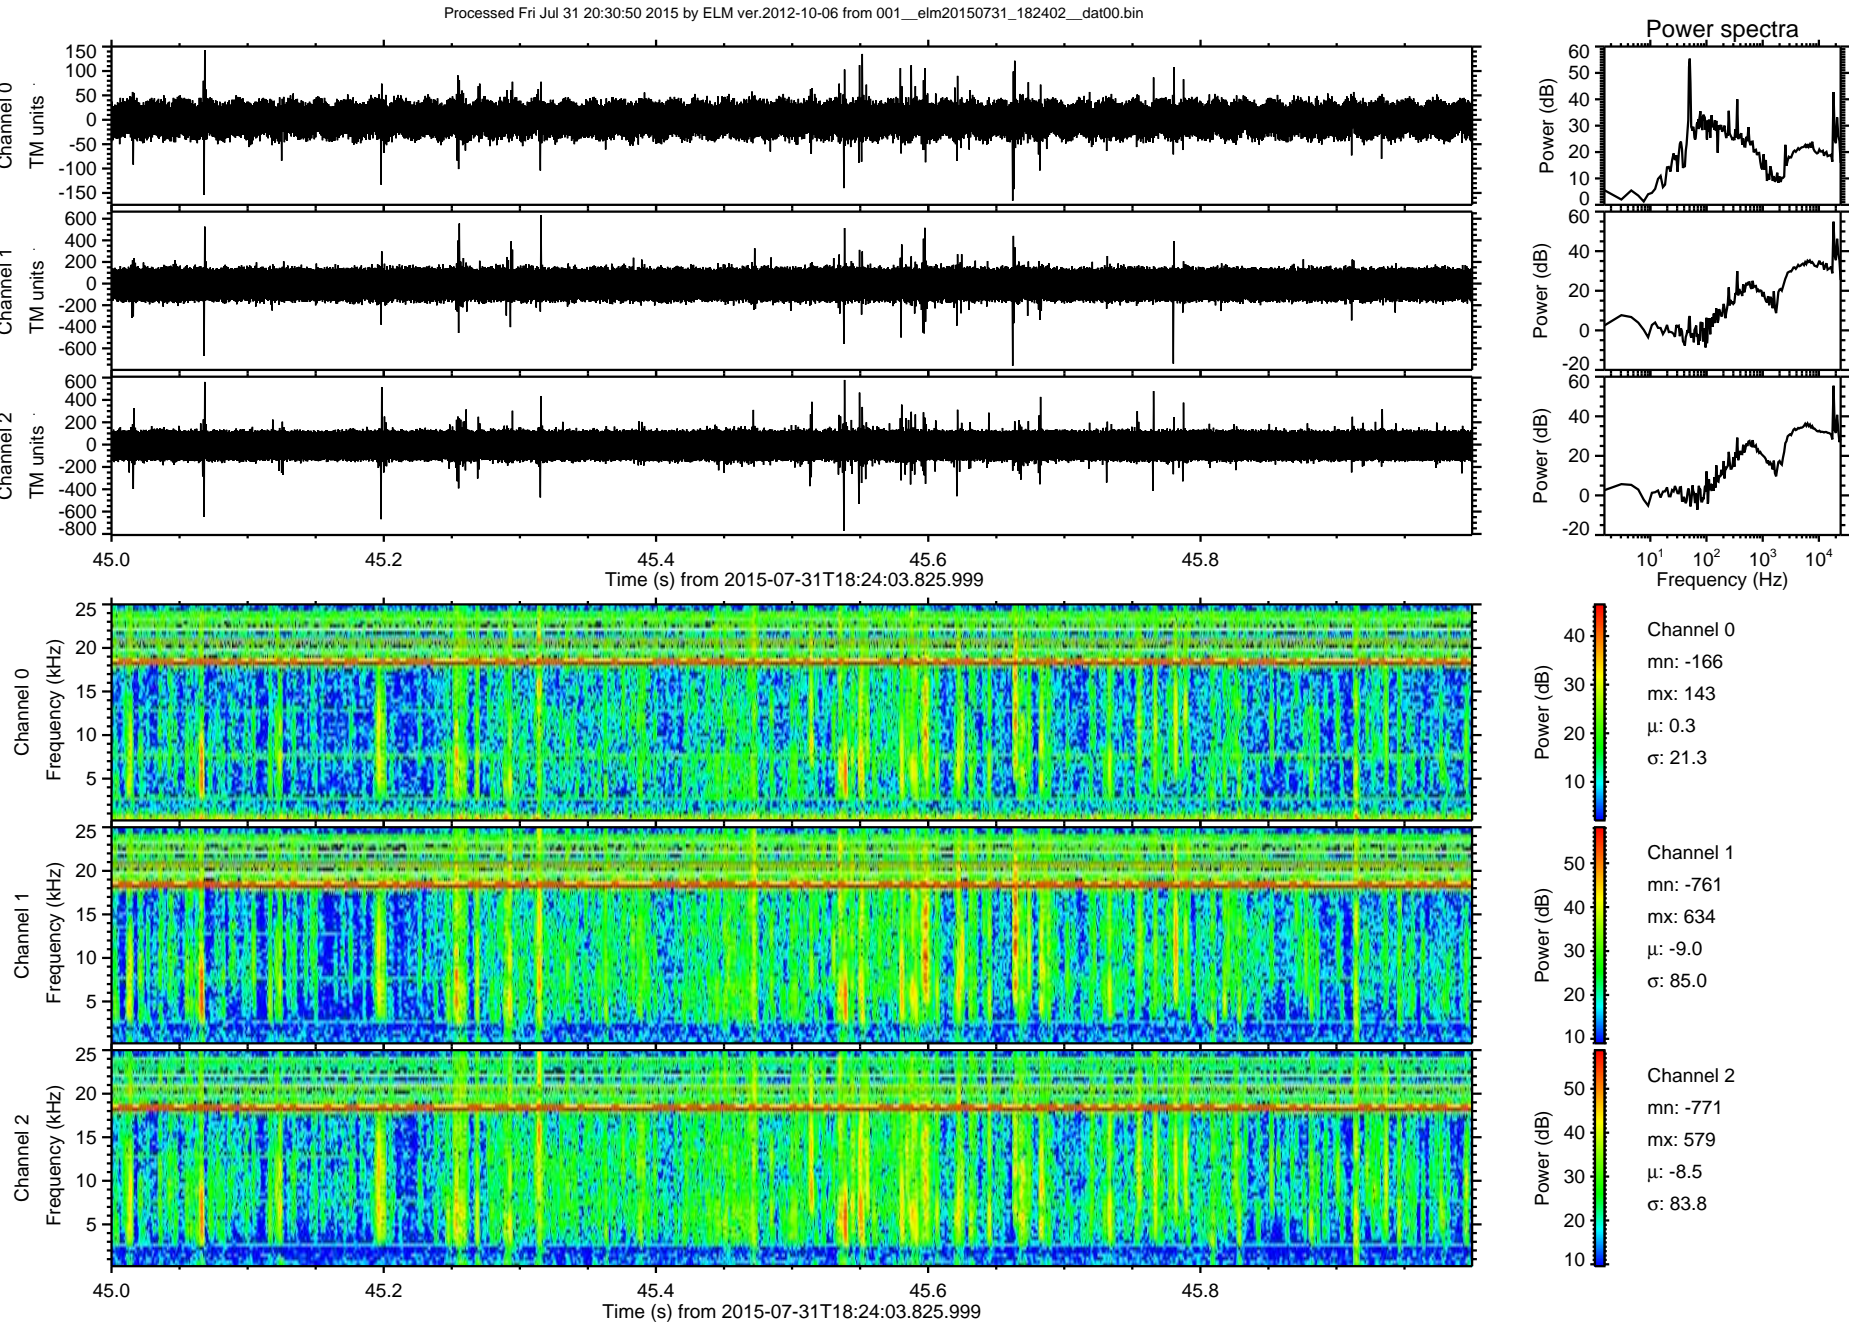 Processed Fri Jul 31 20:30:50 2015 by ELM ver.2012-10-06 from 001__elm20150731_182402__dat00.bin
Power spectra
Channel 0
TM units
150
100
50
0
-50
-100
-150
Power (dB)
60
50
40
30
20
10
0
Channel 1
TM units
600
400
200
0
-200
-400
-600
Power (dB)
60
40
20
0
-20
Channel 2
TM units
600
400
200
0
-200
-400
-600
-800
Power (dB)
60
40
20
0
-20
45.0 45.2 45.4 45.6 45.8
Time (s) from 2015-07-31T18:24:03.825.999
10¹ 10² 10³ 10⁴
Frequency (Hz)
Channel 0
Frequency (kHz)
25
20
15
10
5
Power (dB)
40
30
20
10
Channel 0
mn: -166
mx: 143
μ: 0.3
σ: 21.3
Channel 1
Frequency (kHz)
25
20
15
10
5
Power (dB)
50
40
30
20
10
Channel 1
mn: -761
mx: 634
μ: -9.0
σ: 85.0
Channel 2
Frequency (kHz)
25
20
15
10
5
Power (dB)
50
40
30
20
10
Channel 2
mn: -771
mx: 579
μ: -8.5
σ: 83.8
45.0 45.2 45.4 45.6 45.8
Time (s) from 2015-07-31T18:24:03.825.999